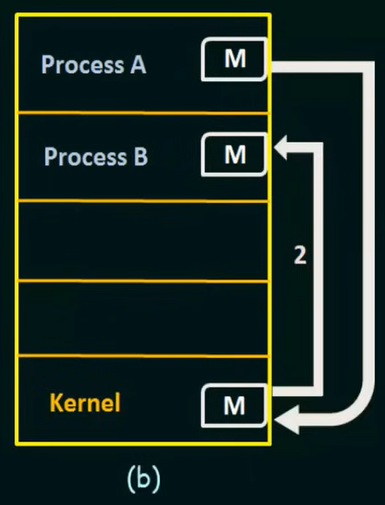 Process A M
Process B M
2
Kernel M
(b)